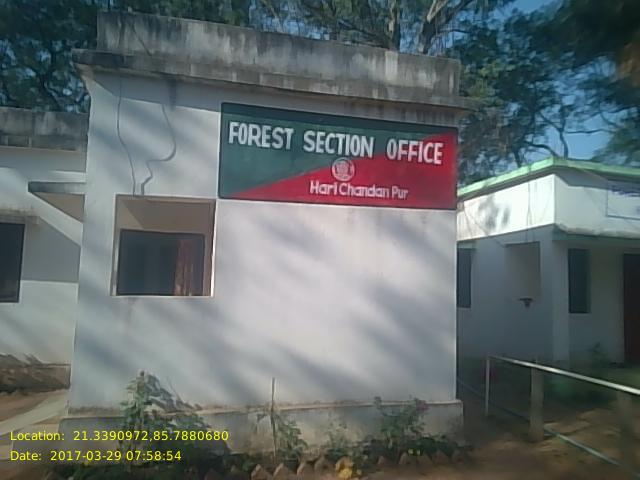 FOREST SECTION OFFICE
Hari Chandan Pur
Location: 21.3390972,85.7880680
Date: 2017-03-29 07:58:54